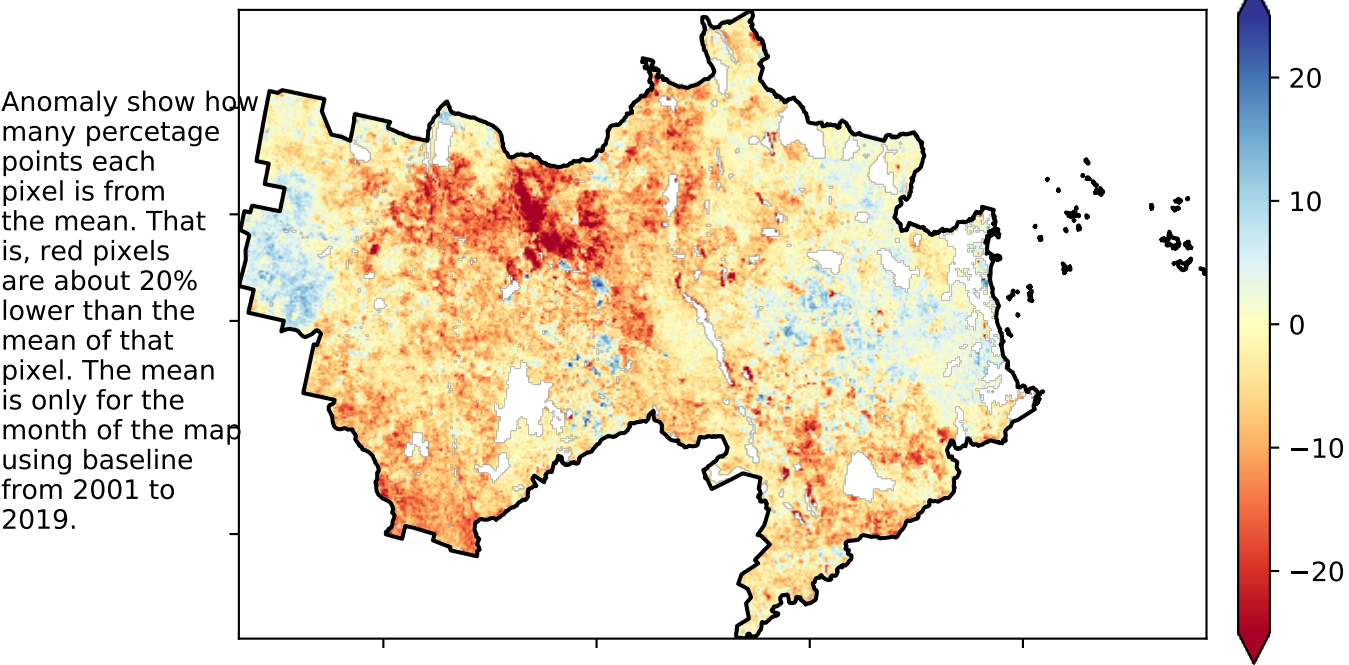 Anomaly show how
many percetage
points each
pixel is from
the mean. That
is, red pixels
are about 20%
lower than the
mean of that
pixel. The mean
is only for the
month of the map
using baseline
from 2001 to
2019.
20
10
0
−10
−20